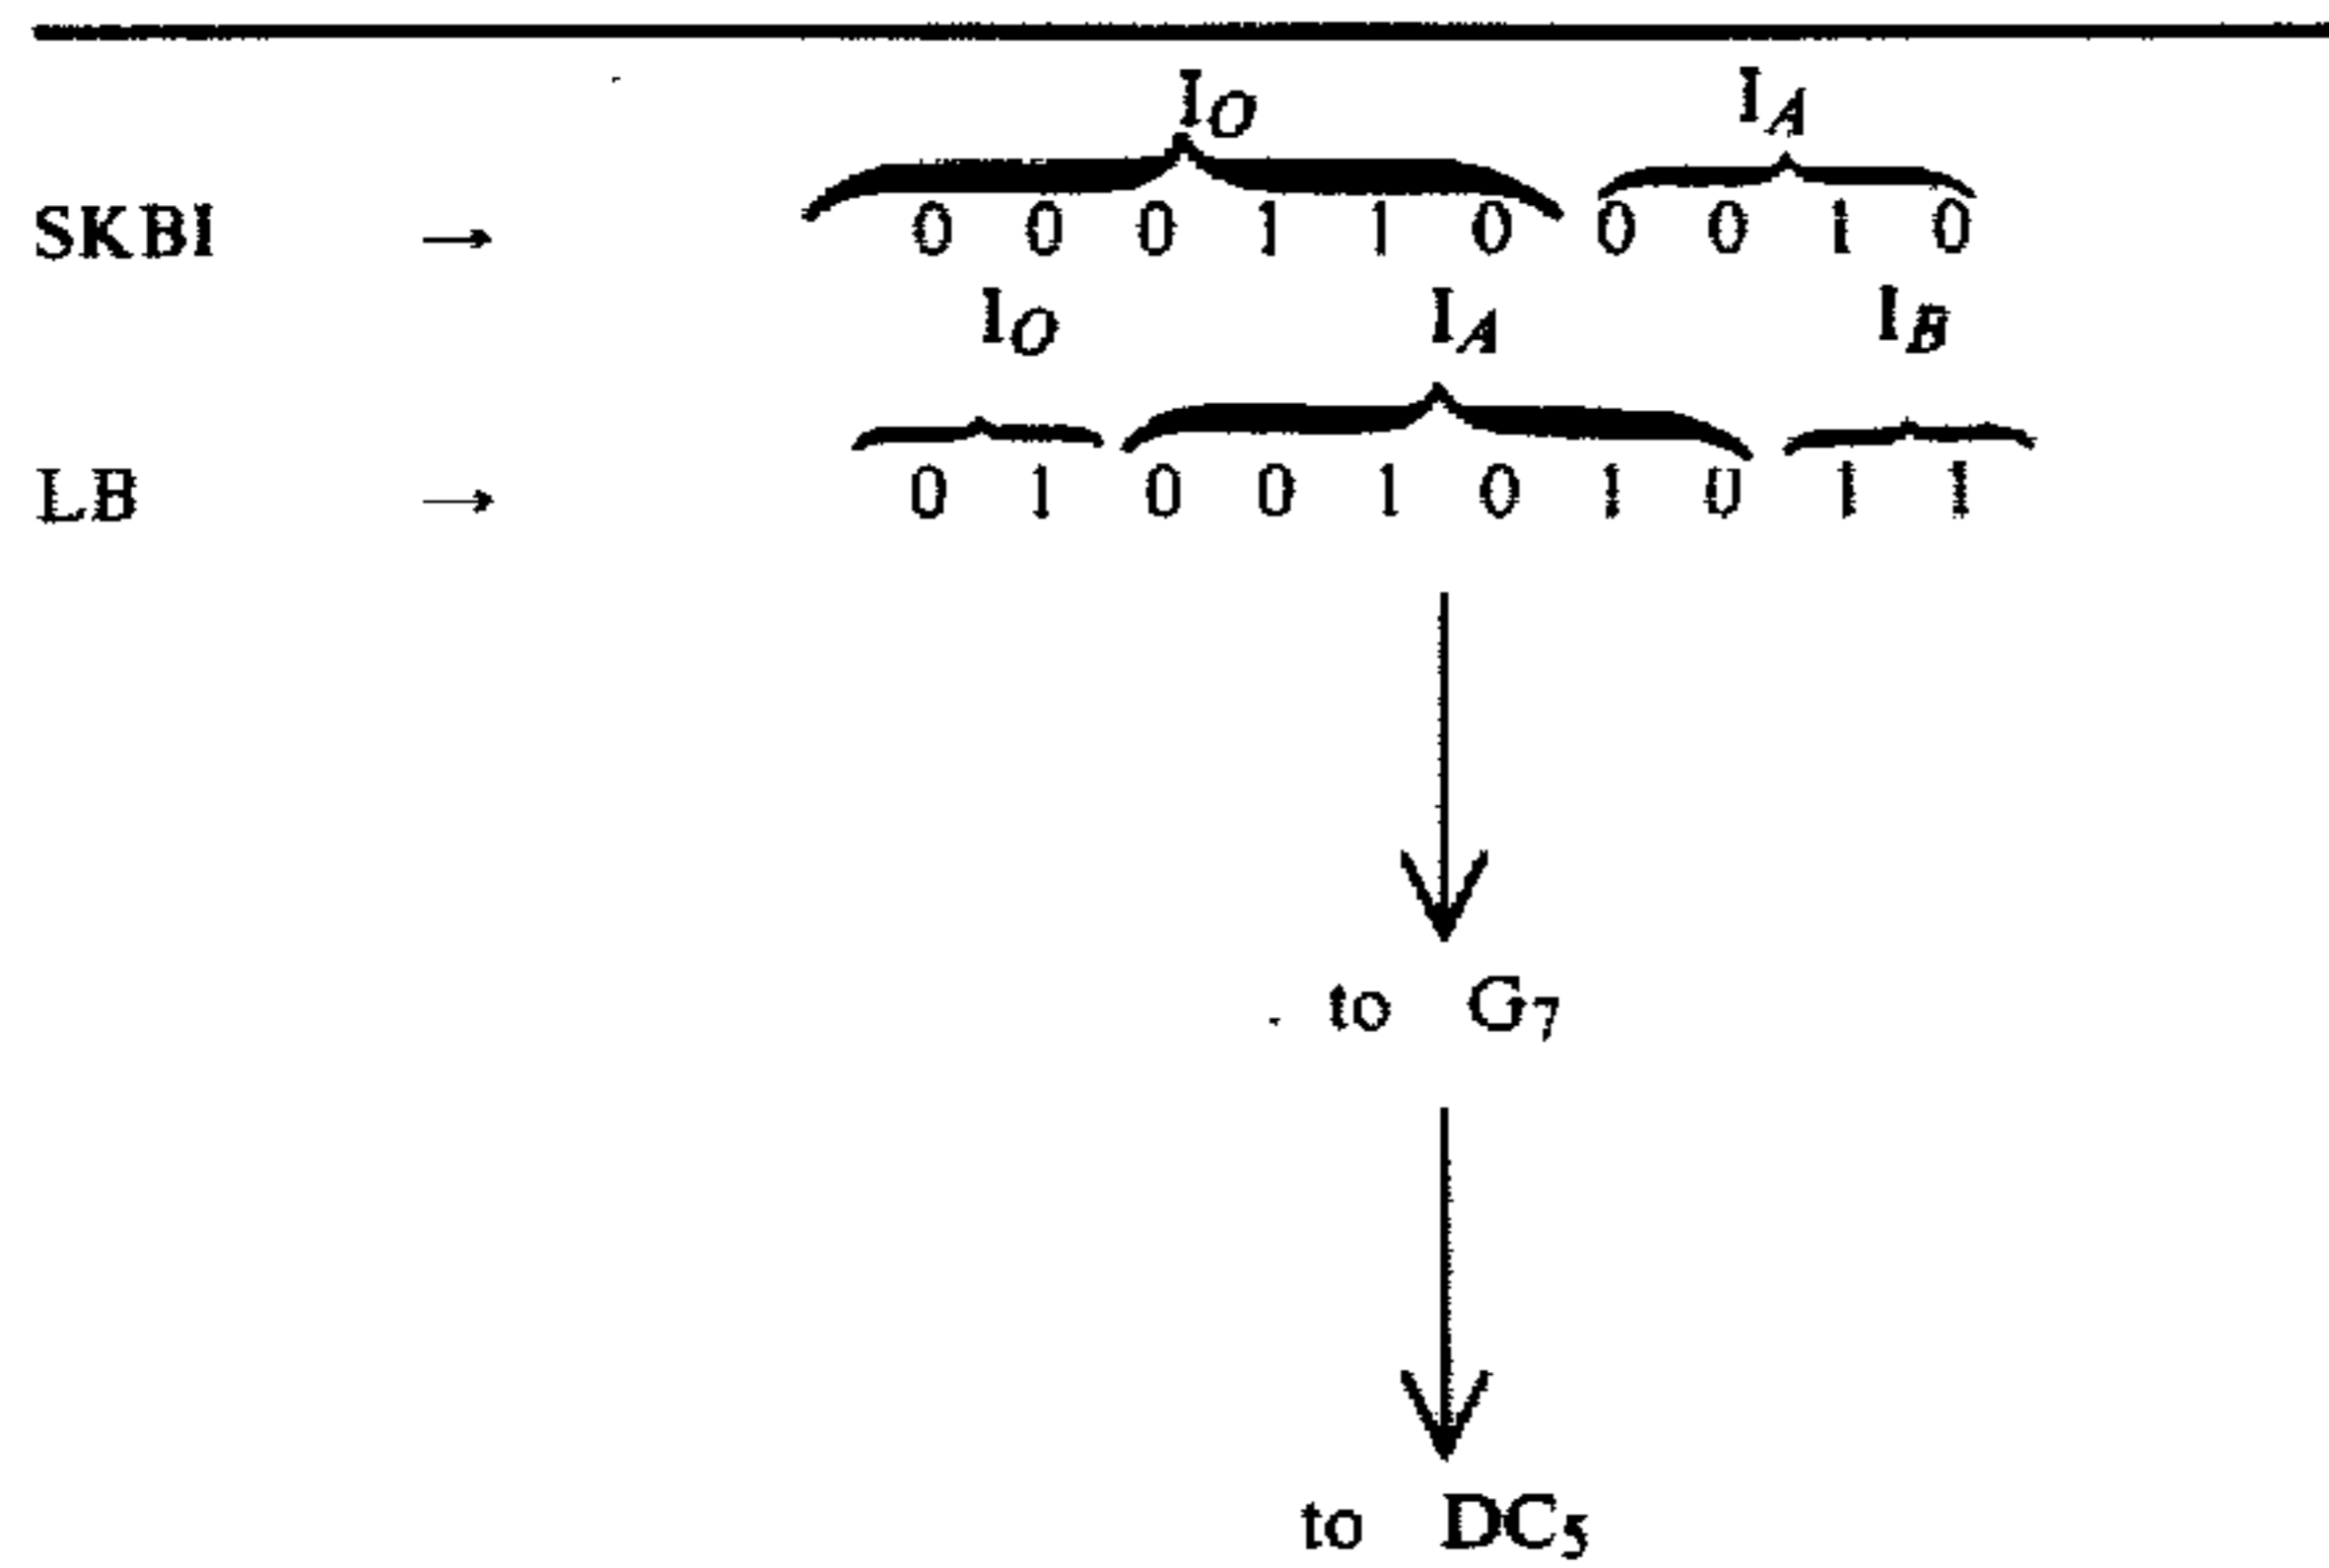 I_O I_A
SKBI → 0 0 0 1 1 0 0 0 1 0
I_O I_A I_B
LB → 0 1 0 0 1 0 1 0 1 1
to G₇
to DC₅